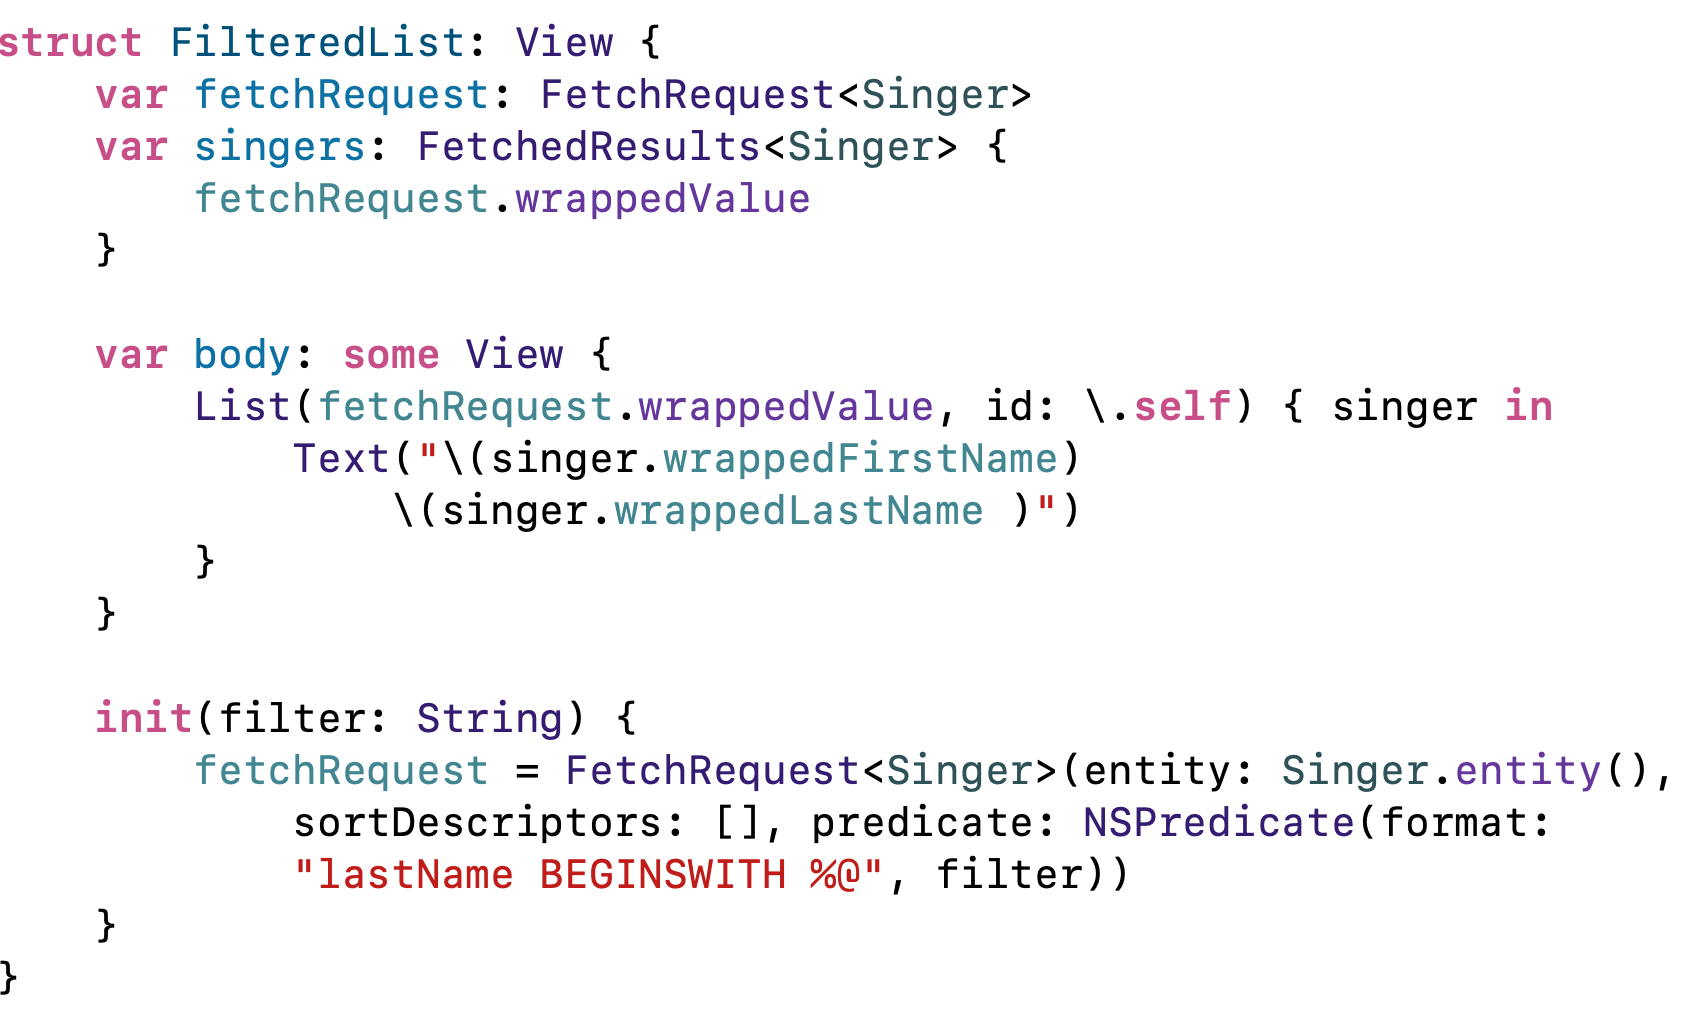 struct FilteredList: View {
    var fetchRequest: FetchRequest<Singer>
    var singers: FetchedResults<Singer> {
        fetchRequest.wrappedValue
    }

    var body: some View {
        List(fetchRequest.wrappedValue, id: \.self) { singer in
            Text("\(singer.wrappedFirstName)
                \(singer.wrappedLastName )")
        }
    }

    init(filter: String) {
        fetchRequest = FetchRequest<Singer>(entity: Singer.entity(),
            sortDescriptors: [], predicate: NSPredicate(format:
            "lastName BEGINSWITH %@", filter))
    }
}